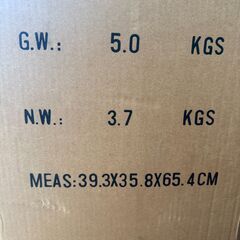 G.W.: 5.0 KGS
N.W.: 3.7 KGS
MEAS:39.3X35.8X65.4CM